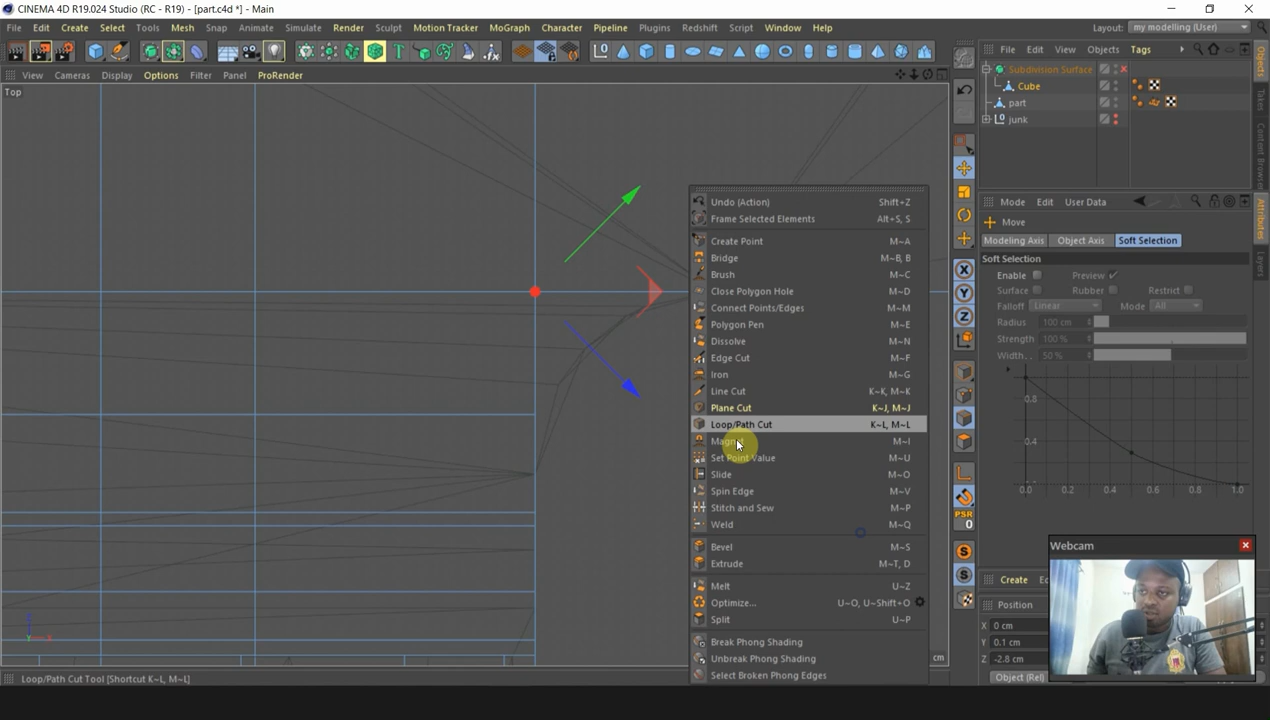 CINEMA 4D R19.024 Studio (RC - R19) - [part.c4d *] - Main
File Edit Create Select Tools Mesh Snap Animate Simulate Render Sculpt Motion Tracker MoGraph Character Pipeline Plugins Redshift Script Window Help
Layout: my modelling (User)
View Cameras Display Options Filter Panel ProRender
Top
Undo (Action) Shift+Z
Frame Selected Elements Alt+S, S
Create Point M~A
Bridge M~B, B
Brush M~C
Close Polygon Hole M~D
Connect Points/Edges M~M
Polygon Pen M~E
Dissolve M~N
Edge Cut M~F
Iron M~G
Line Cut K~K, M~K
Plane Cut K~J, M~J
Loop/Path Cut K~L, M~L
Magnet M~I
Set Point Value M~U
Slide M~O
Spin Edge M~V
Stitch and Sew M~P
Weld M~Q
Bevel M~S
Extrude M~T, D
Melt U~Z
Optimize... U~O, U~Shift+O
Split U~P
Break Phong Shading
Unbreak Phong Shading
Select Broken Phong Edges
cm
PSR
0
File Edit View Objects Tags
Subdivision Surface
Cube
part
junk
Objects
Takes
Content Browser
Attributes
Layers
Mode Edit User Data
Move
Modeling Axis Object Axis Soft Selection
Soft Selection
Enable Preview
Surface Rubber Restrict
Falloff Linear Mode All
Radius 100 cm
Strength 100 %
Width . . 50 %
0.8
0.4
0.0 0.2 0.4 0.6 0.8 1.0
Webcam
Create
Position
X 0 cm
Y 0.1 cm
Z -2.8 cm
Object (Rel)
Loop/Path Cut Tool [Shortcut K~L, M~L]